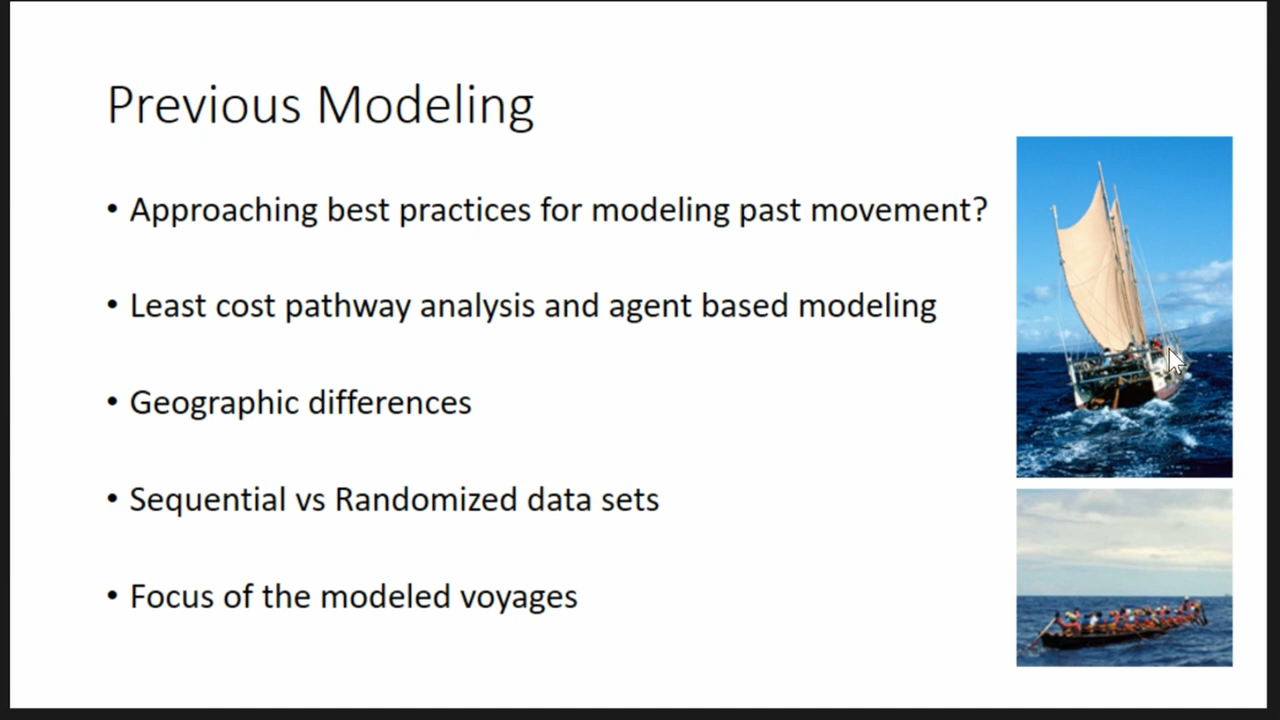 Previous Modeling
• Approaching best practices for modeling past movement?
• Least cost pathway analysis and agent based modeling
• Geographic differences
• Sequential vs Randomized data sets
• Focus of the modeled voyages